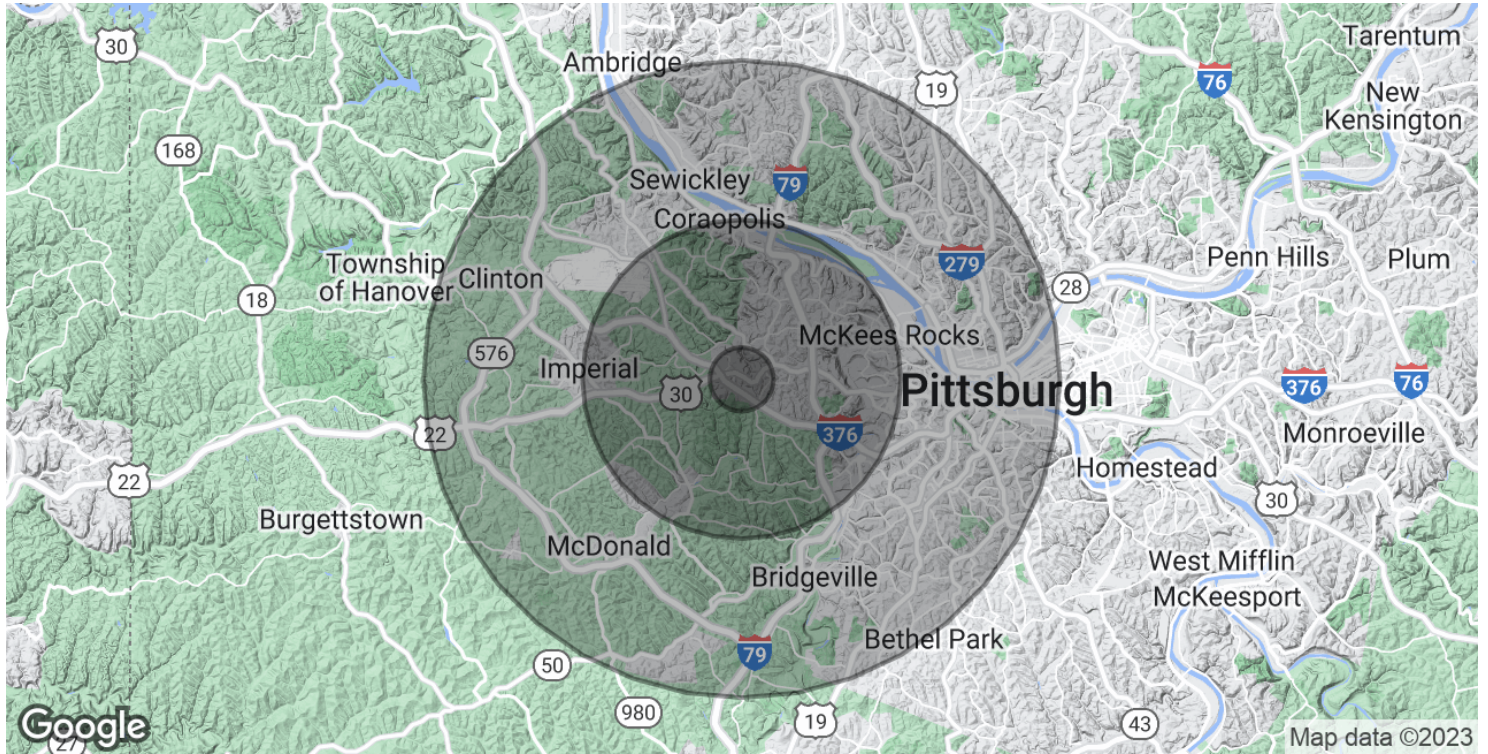 30
Ambridge
Tarentum
76
19
New
Kensington
168
Sewickley
79
Coraopolis
Township
of Hanover
Clinton
279
Penn Hills
Plum
18
28
576
McKees Rocks
Imperial
30
Pittsburgh
376
76
22
376
Monroeville
22
Homestead
30
Burgettstown
McDonald
Bridgeville
West Mifflin
McKeesport
Bethel Park
79
50
980
19
43
Google
27
Map data ©2023